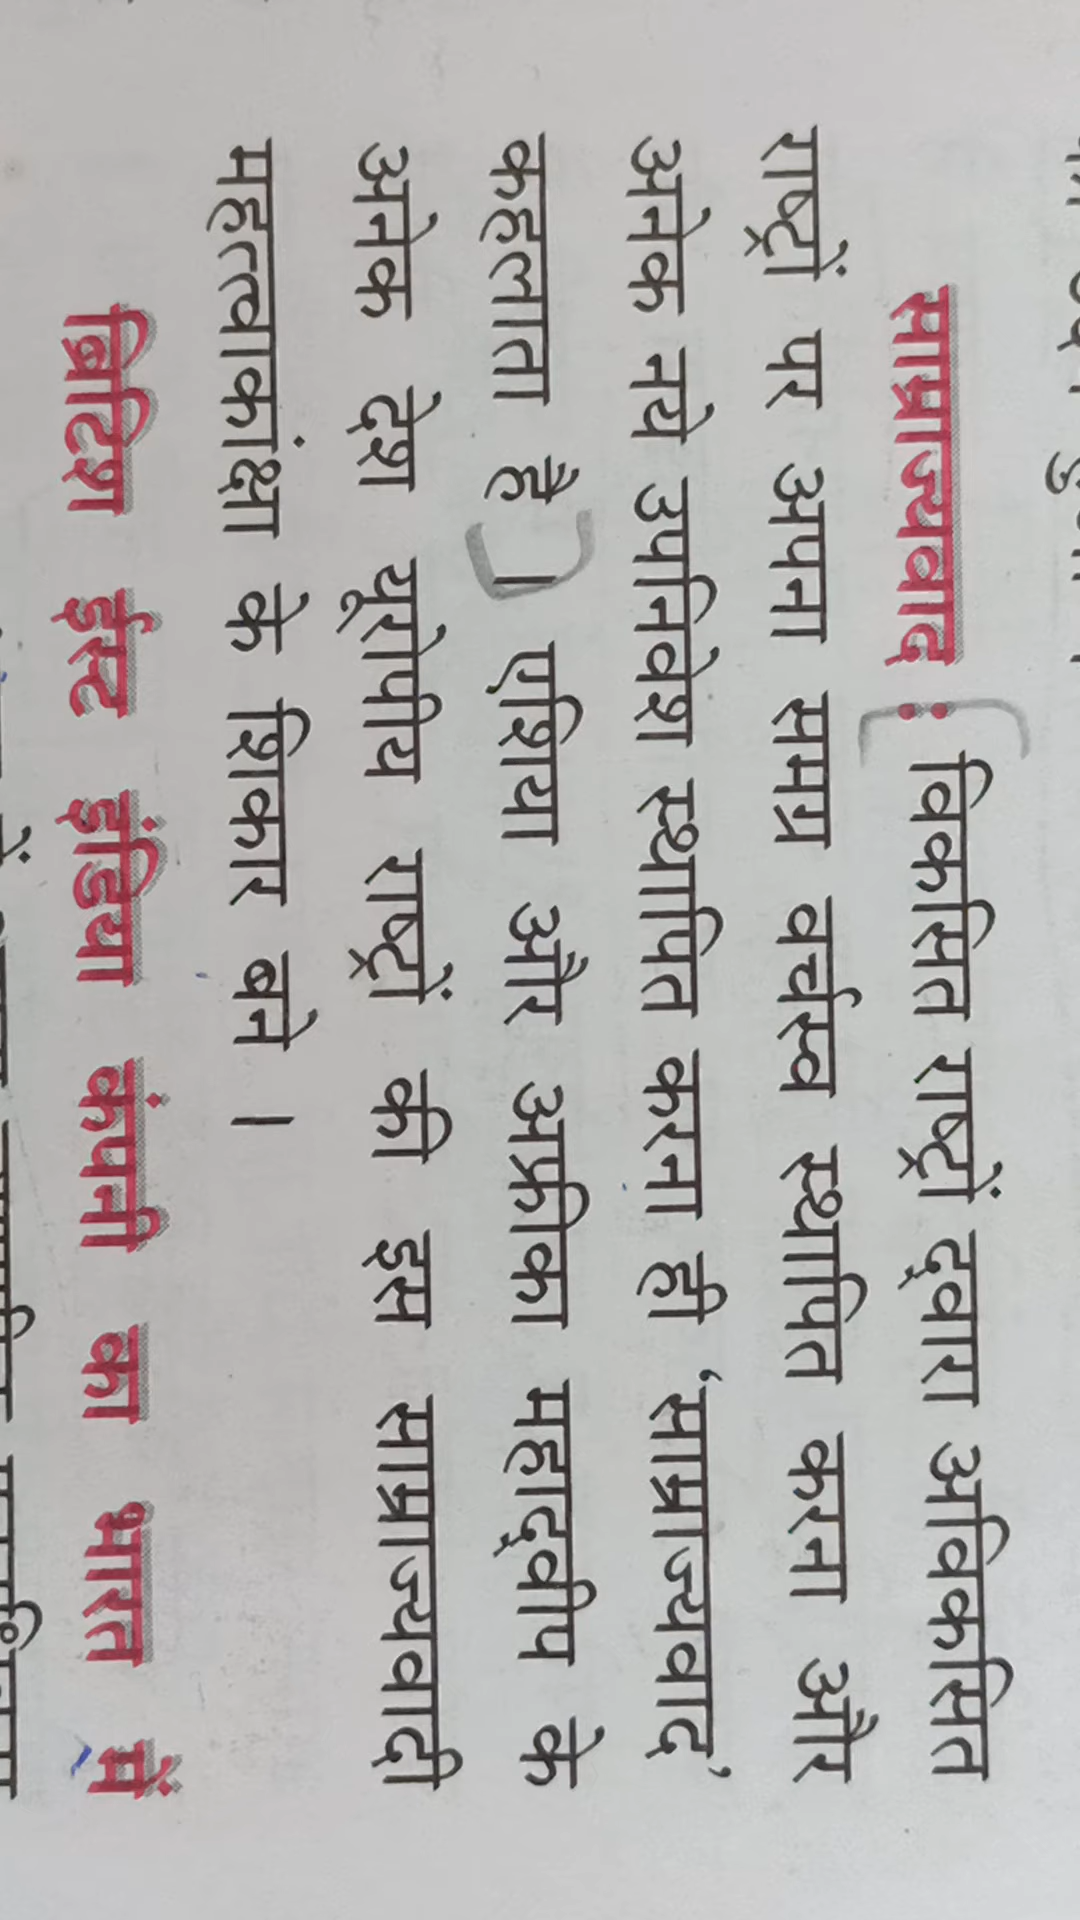 साम्राज्यवाद : विकसित राष्ट्रों द्वारा अविकसित
राष्ट्रों पर अपना समग्र वर्चस्व स्थापित करना और
अनेक नये उपनिवेश स्थापित करना ही ‘साम्राज्यवाद’
कहलाता है । एशिया और अफ्रीका महाद्वीप के
अनेक देश यूरोपीय राष्ट्रों की इस साम्राज्यवादी
महत्त्वाकांक्षा के शिकार बने ।
ब्रिटिश ईस्ट इंडिया कंपनी का भारत में